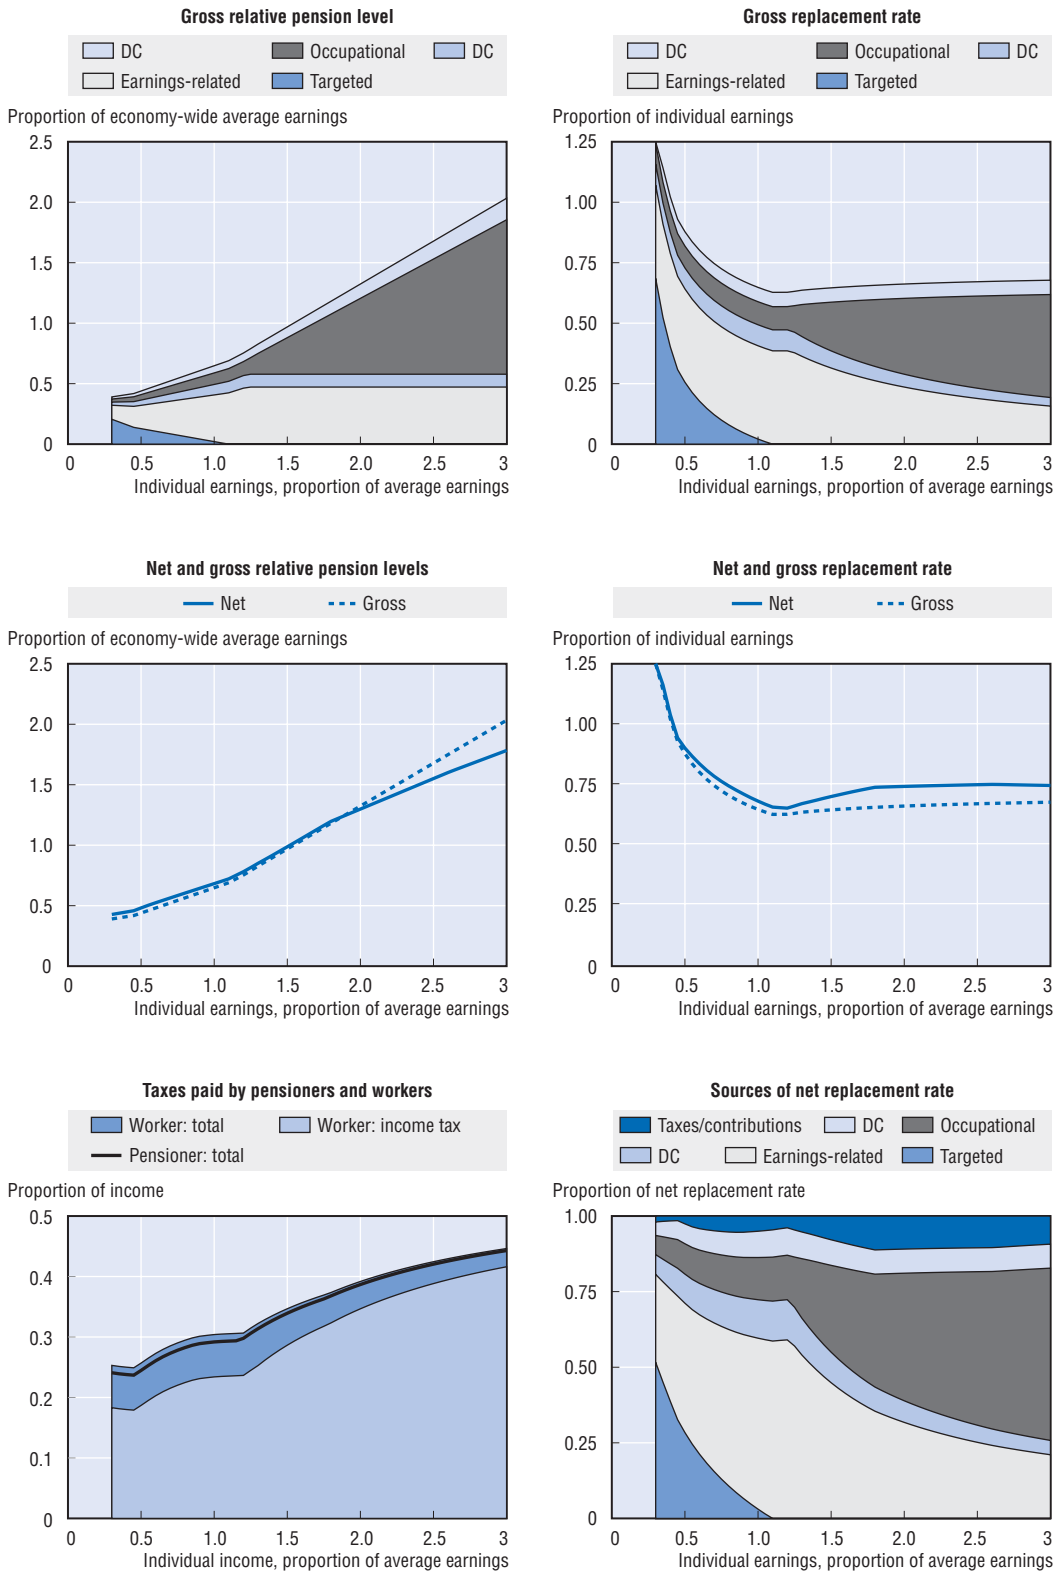 Gross relative pension level
DC Occupational DC
Earnings-related Targeted
Proportion of economy-wide average earnings
2.5
2.0
1.5
1.0
0.5
0
0 0.5 1.0 1.5 2.0 2.5 3
Individual earnings, proportion of average earnings
Gross replacement rate
DC Occupational DC
Earnings-related Targeted
Proportion of individual earnings
1.25
1.00
0.75
0.50
0.25
0
0 0.5 1.0 1.5 2.0 2.5 3
Individual earnings, proportion of average earnings
Net and gross relative pension levels
Net Gross
Proportion of economy-wide average earnings
2.5
2.0
1.5
1.0
0.5
0
0 0.5 1.0 1.5 2.0 2.5 3
Individual earnings, proportion of average earnings
Net and gross replacement rate
Net Gross
Proportion of individual earnings
1.25
1.00
0.75
0.50
0.25
0
0 0.5 1.0 1.5 2.0 2.5 3
Individual earnings, proportion of average earnings
Taxes paid by pensioners and workers
Worker: total Worker: income tax
Pensioner: total
Proportion of income
0.5
0.4
0.3
0.2
0.1
0
0 0.5 1.0 1.5 2.0 2.5 3
Individual income, proportion of average earnings
Sources of net replacement rate
Taxes/contributions DC Occupational
DC Earnings-related Targeted
Proportion of net replacement rate
1.00
0.75
0.50
0.25
0
0 0.5 1.0 1.5 2.0 2.5 3
Individual earnings, proportion of average earnings